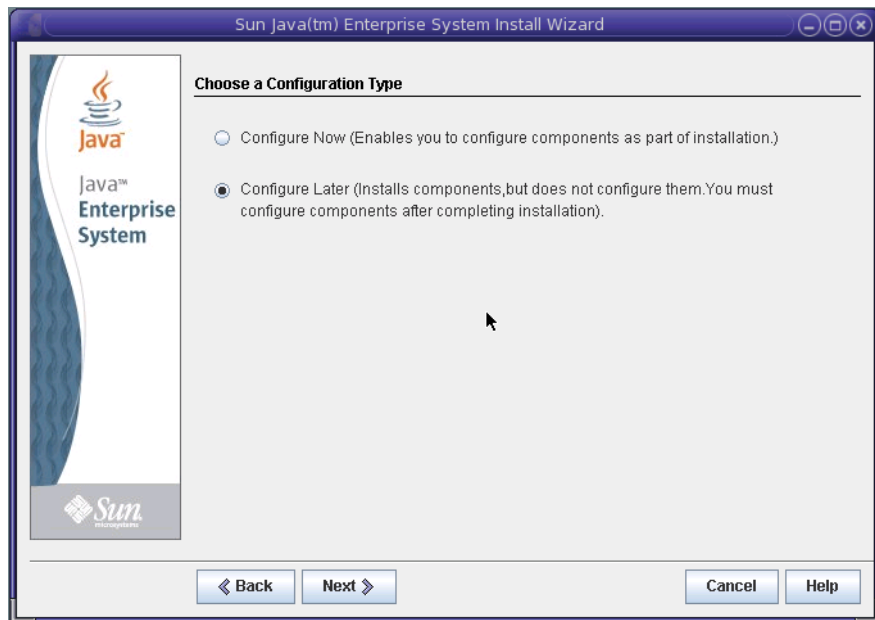 Sun Java(tm) Enterprise System Install Wizard
Choose a Configuration Type
Configure Now (Enables you to configure components as part of installation.)
Configure Later (Installs components,but does not configure them.You must
configure components after completing installation).
Java™
Java™
Enterprise
System
Sun
microsystems
Back
Next
Cancel
Help